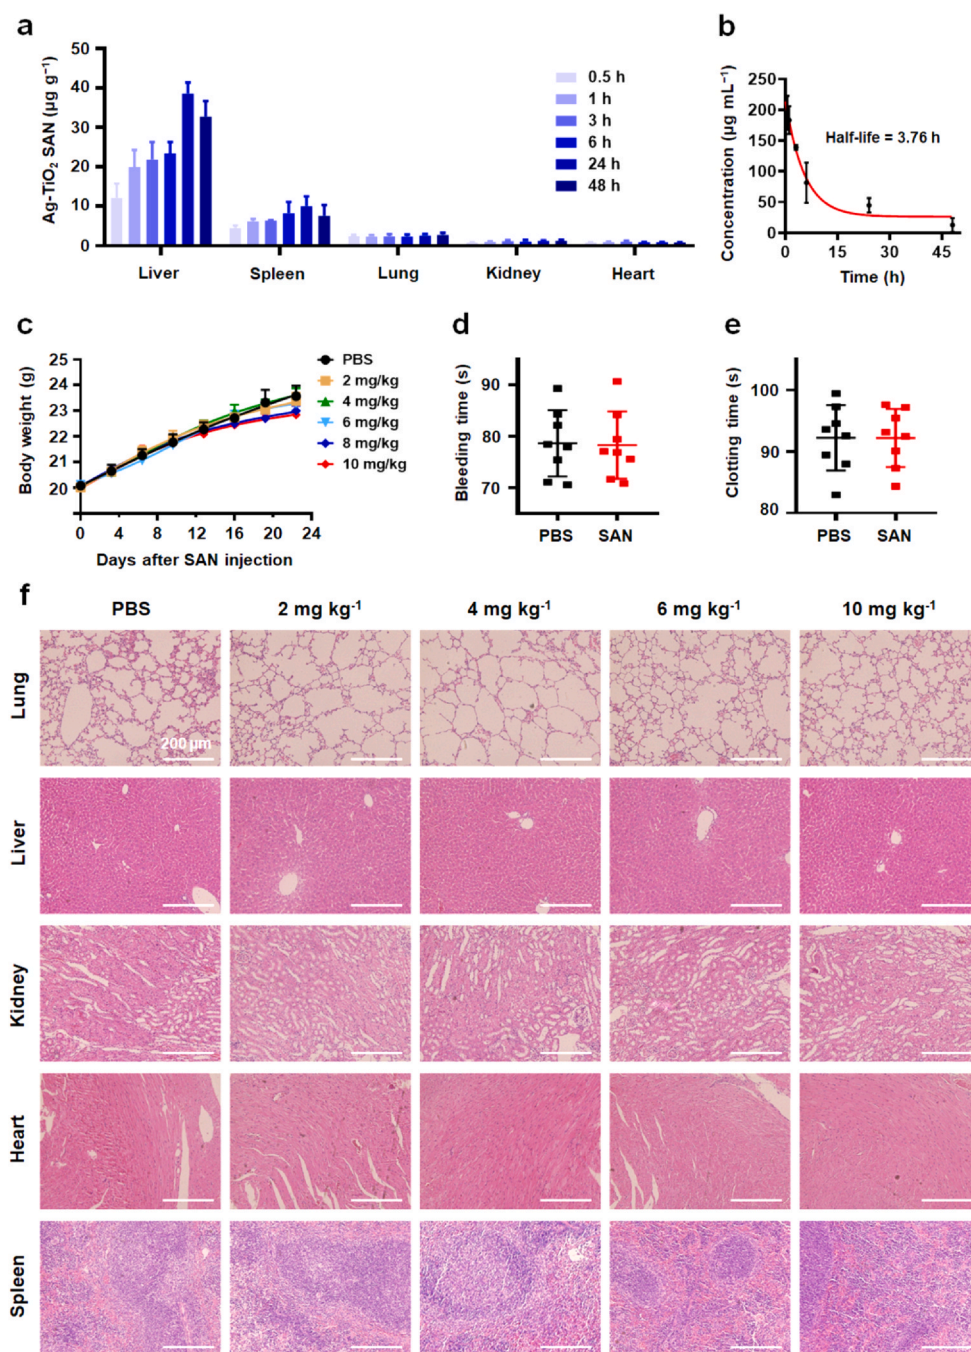 a
50
40
30
20
10
0
Ag-TiO₂ SAN (µg g⁻¹)
0.5 h
1 h
3 h
6 h
24 h
48 h
Liver Spleen Lung Kidney Heart
b
250
200
150
100
50
0
Concentration (µg mL⁻¹)
Half-life = 3.76 h
0 15 30 45
Time (h)
c
25
24
23
22
21
20
Body weight (g)
PBS
2 mg/kg
4 mg/kg
6 mg/kg
8 mg/kg
10 mg/kg
0 4 8 12 16 20 24
Days after SAN injection
d
90
80
70
Bleeding time (s)
PBS SAN
e
100
90
80
Clotting time (s)
PBS SAN
f
PBS 2 mg kg⁻¹ 4 mg kg⁻¹ 6 mg kg⁻¹ 10 mg kg⁻¹
Lung
200 µm
Liver
Kidney
Heart
Spleen